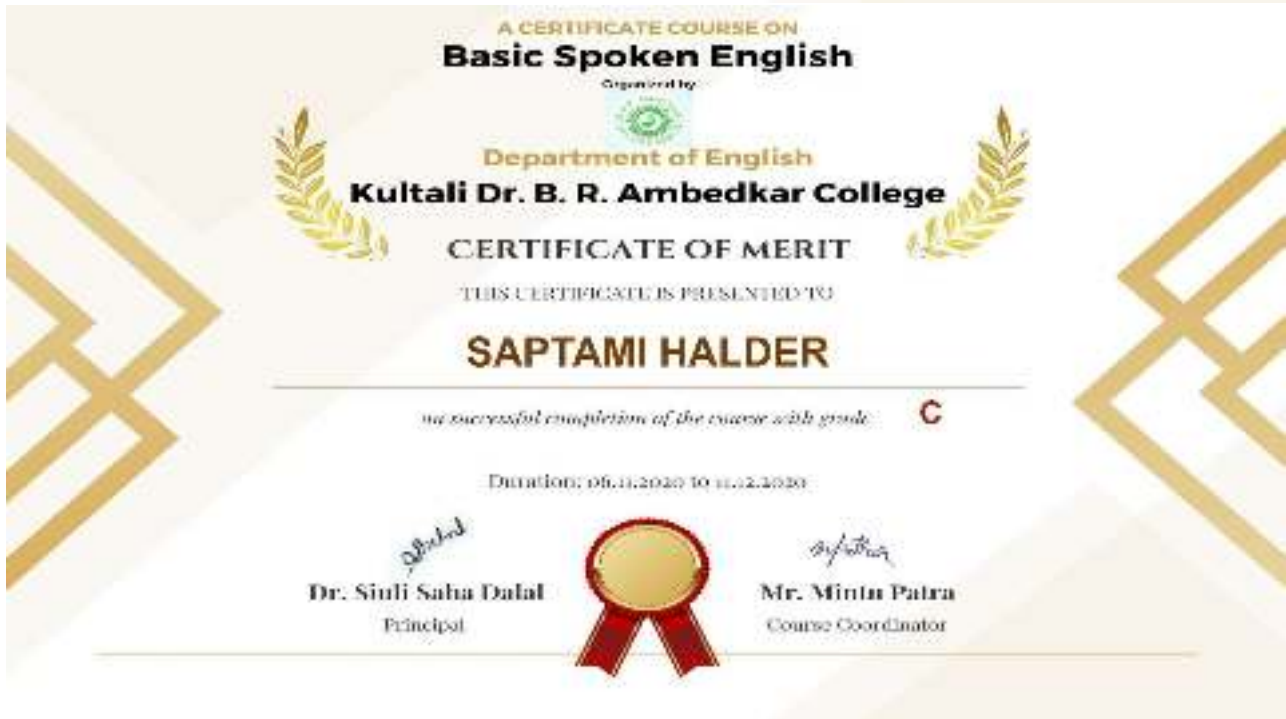 A CERTIFICATE COURSE ON
Basic Spoken English
Organized by
Department of English
Kultali Dr. B. R. Ambedkar College
CERTIFICATE OF MERIT
THIS CERTIFICATE IS PRESENTED TO
SAPTAMI HALDER
on successful completion of the course with grade C
Duration: 06.11.2020 to 11.12.2020
Dr. Siuli Saha Dalal Mr. Mintu Patra
Principal Course Coordinator